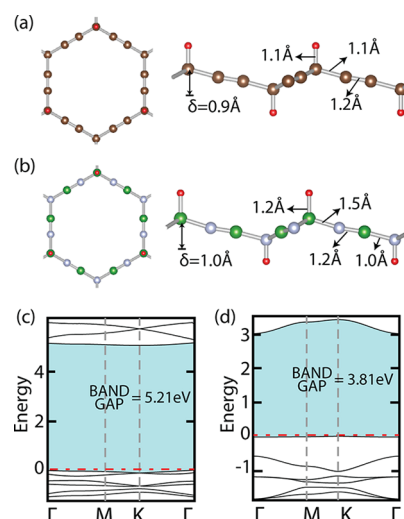 (a)
1.1Å
1.1Å
δ=0.9Å
1.2Å
(b)
1.2Å
1.5Å
δ=1.0Å
1.2Å
1.0Å
(c)
(d)
Energy
4
2
0
BAND
GAP = 5.21eV
Γ M K Γ
Energy
3
2
1
0
-1
BAND
GAP = 3.81eV
Γ M K Γ